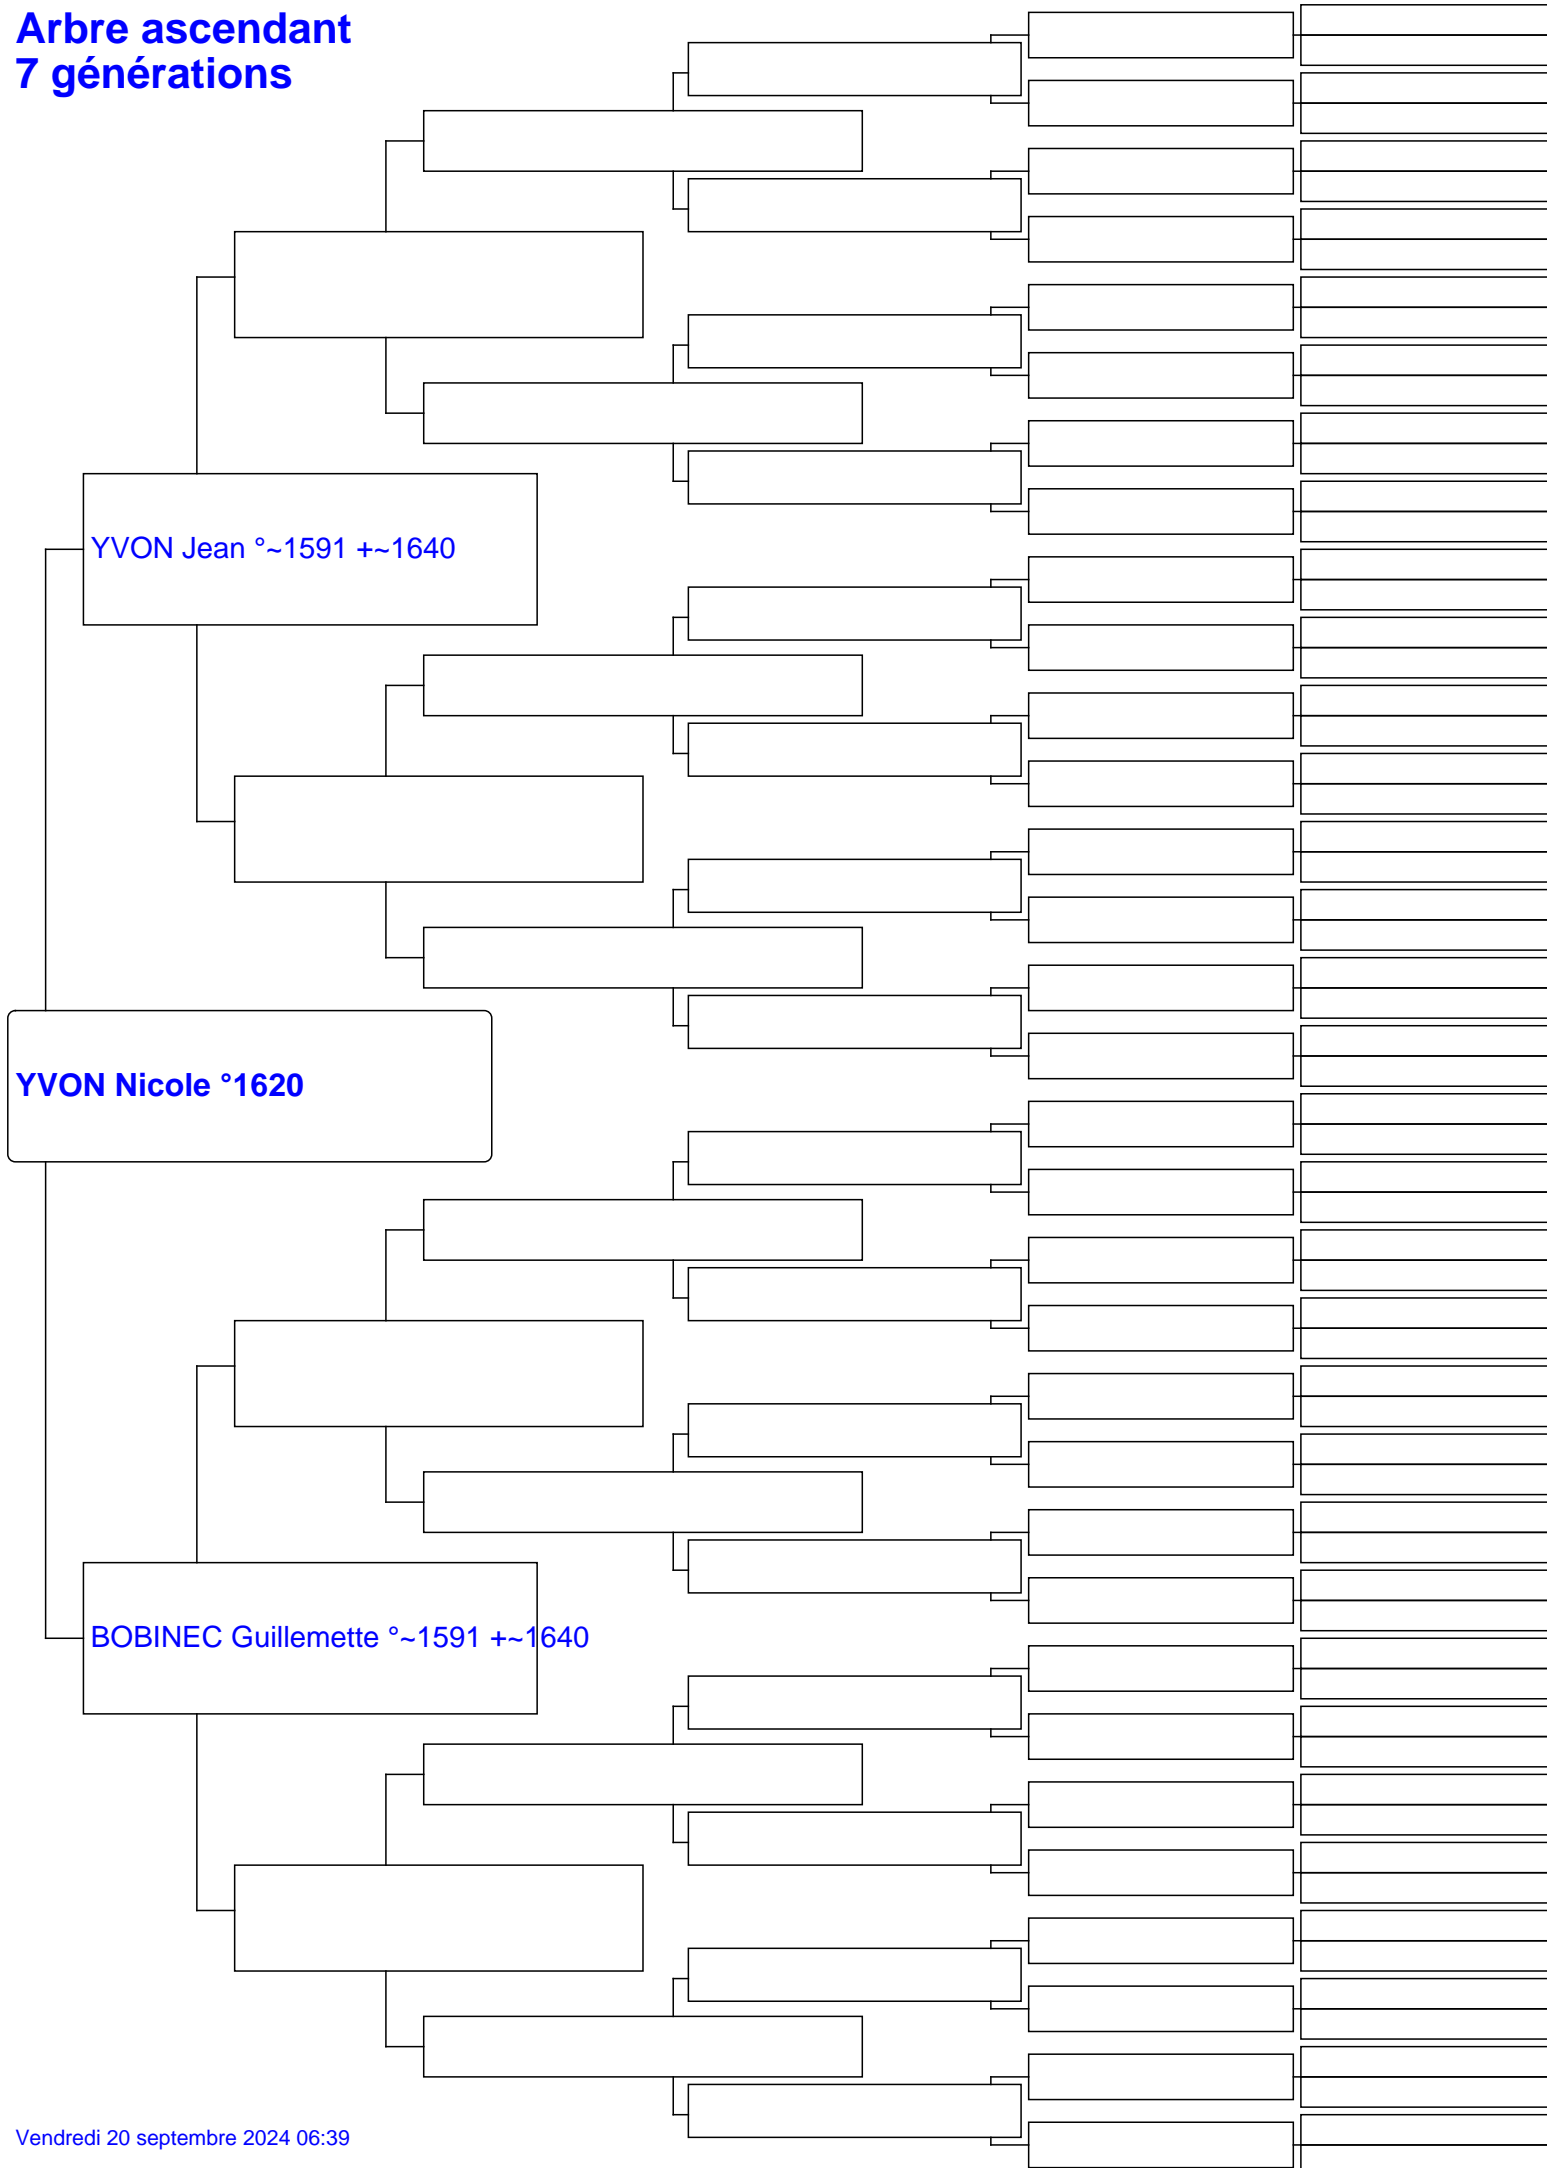 Arbre ascendant
7 générations
YVON Jean °~1591 +~1640
YVON Nicole °1620
BOBINEC Guillemette °~1591 +~1640
Vendredi 20 septembre 2024 06:39